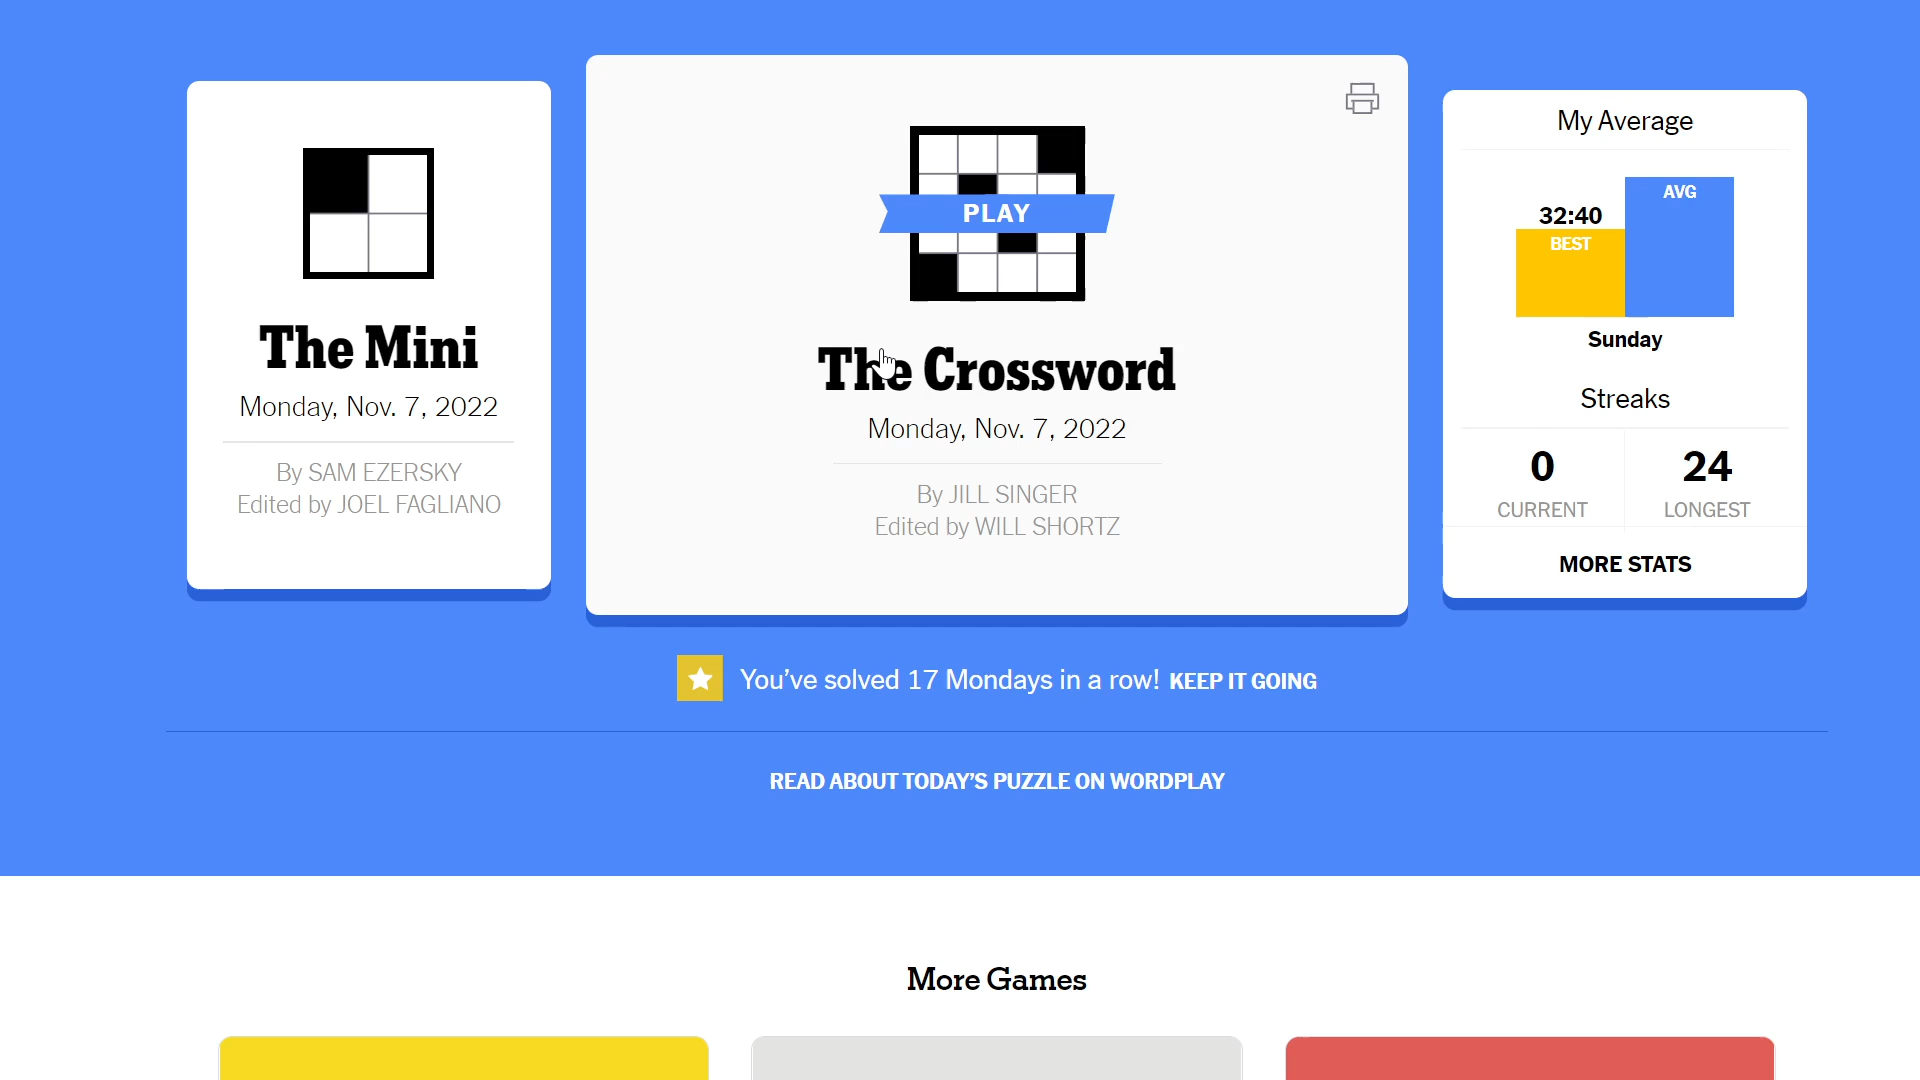 The Mini
Monday, Nov. 7, 2022
By SAM EZERSKY
Edited by JOEL FAGLIANO
PLAY
The Crossword
Monday, Nov. 7, 2022
By JILL SINGER
Edited by WILL SHORTZ
My Average
32:40
BEST
AVG
Sunday
Streaks
0
CURRENT
24
LONGEST
MORE STATS
You’ve solved 17 Mondays in a row! KEEP IT GOING
READ ABOUT TODAY’S PUZZLE ON WORDPLAY
More Games